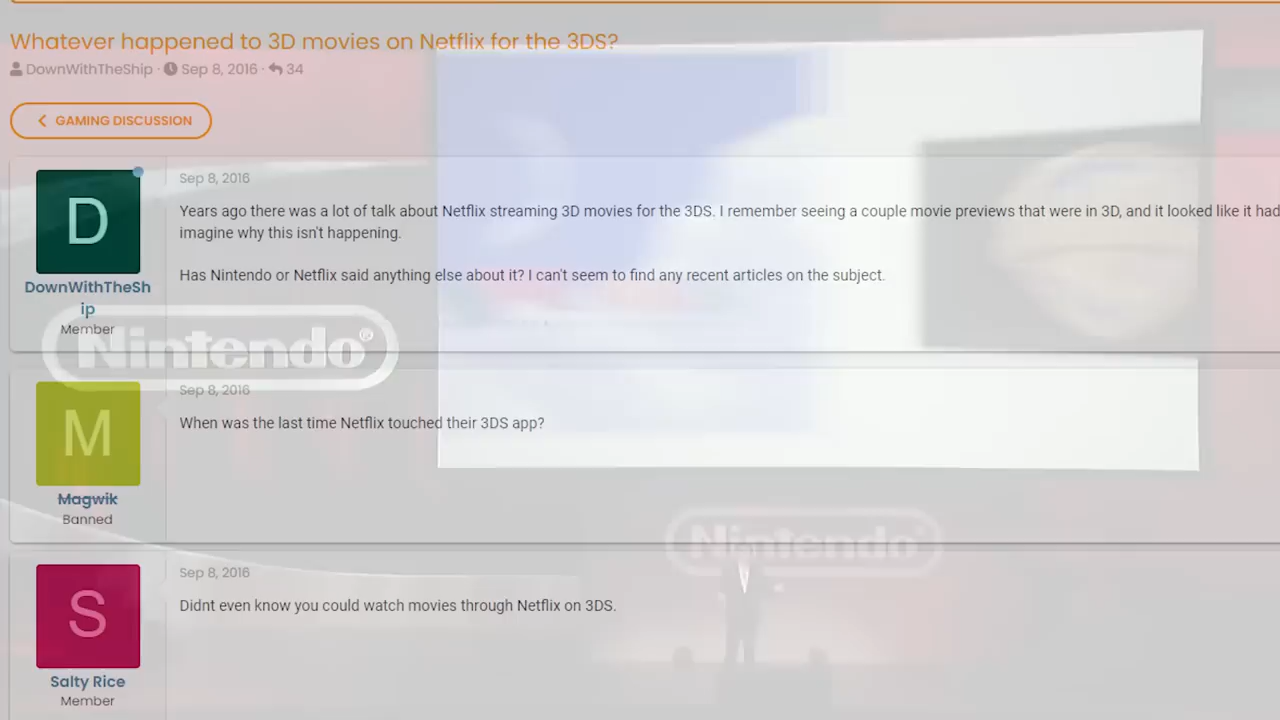 Whatever happened to 3D movies on Netflix for the 3DS?
DownWithTheShip · Sep 8, 2016 · 34
GAMING DISCUSSION
D
DownWithTheSh
ip
Member
Sep 8, 2016
Years ago there was a lot of talk about Netflix streaming 3D movies for the 3DS. I remember seeing a couple movie previews that were in 3D, and it looked like it had
imagine why this isn't happening.
Has Nintendo or Netflix said anything else about it? I can't seem to find any recent articles on the subject.
Nintendo®
M
Magwik
Banned
Sep 8, 2016
When was the last time Netflix touched their 3DS app?
Nintendo
S
Salty Rice
Member
Sep 8, 2016
Didnt even know you could watch movies through Netflix on 3DS.